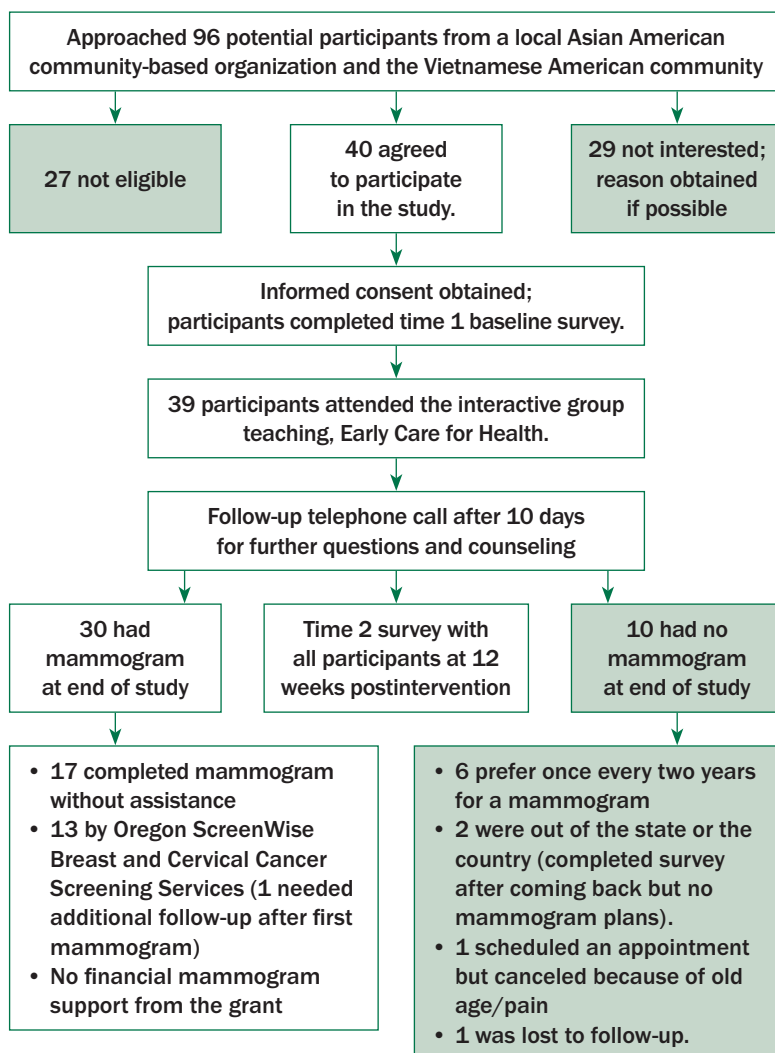 Approached 96 potential participants from a local Asian American
community-based organization and the Vietnamese American community
27 not eligible
40 agreed
to participate
in the study.
29 not interested;
reason obtained
if possible
Informed consent obtained;
participants completed time 1 baseline survey.
39 participants attended the interactive group
teaching, Early Care for Health.
Follow-up telephone call after 10 days
for further questions and counseling
30 had
mammogram
at end of study
Time 2 survey with
all participants at 12
weeks postintervention
10 had no
mammogram
at end of study
• 17 completed mammogram
without assistance
• 13 by Oregon ScreenWise
Breast and Cervical Cancer
Screening Services (1 needed
additional follow-up after first
mammogram)
• No financial mammogram
support from the grant
• 6 prefer once every two years
for a mammogram
• 2 were out of the state or the
country (completed survey
after coming back but no
mammogram plans).
• 1 scheduled an appointment
but canceled because of old
age/pain
• 1 was lost to follow-up.